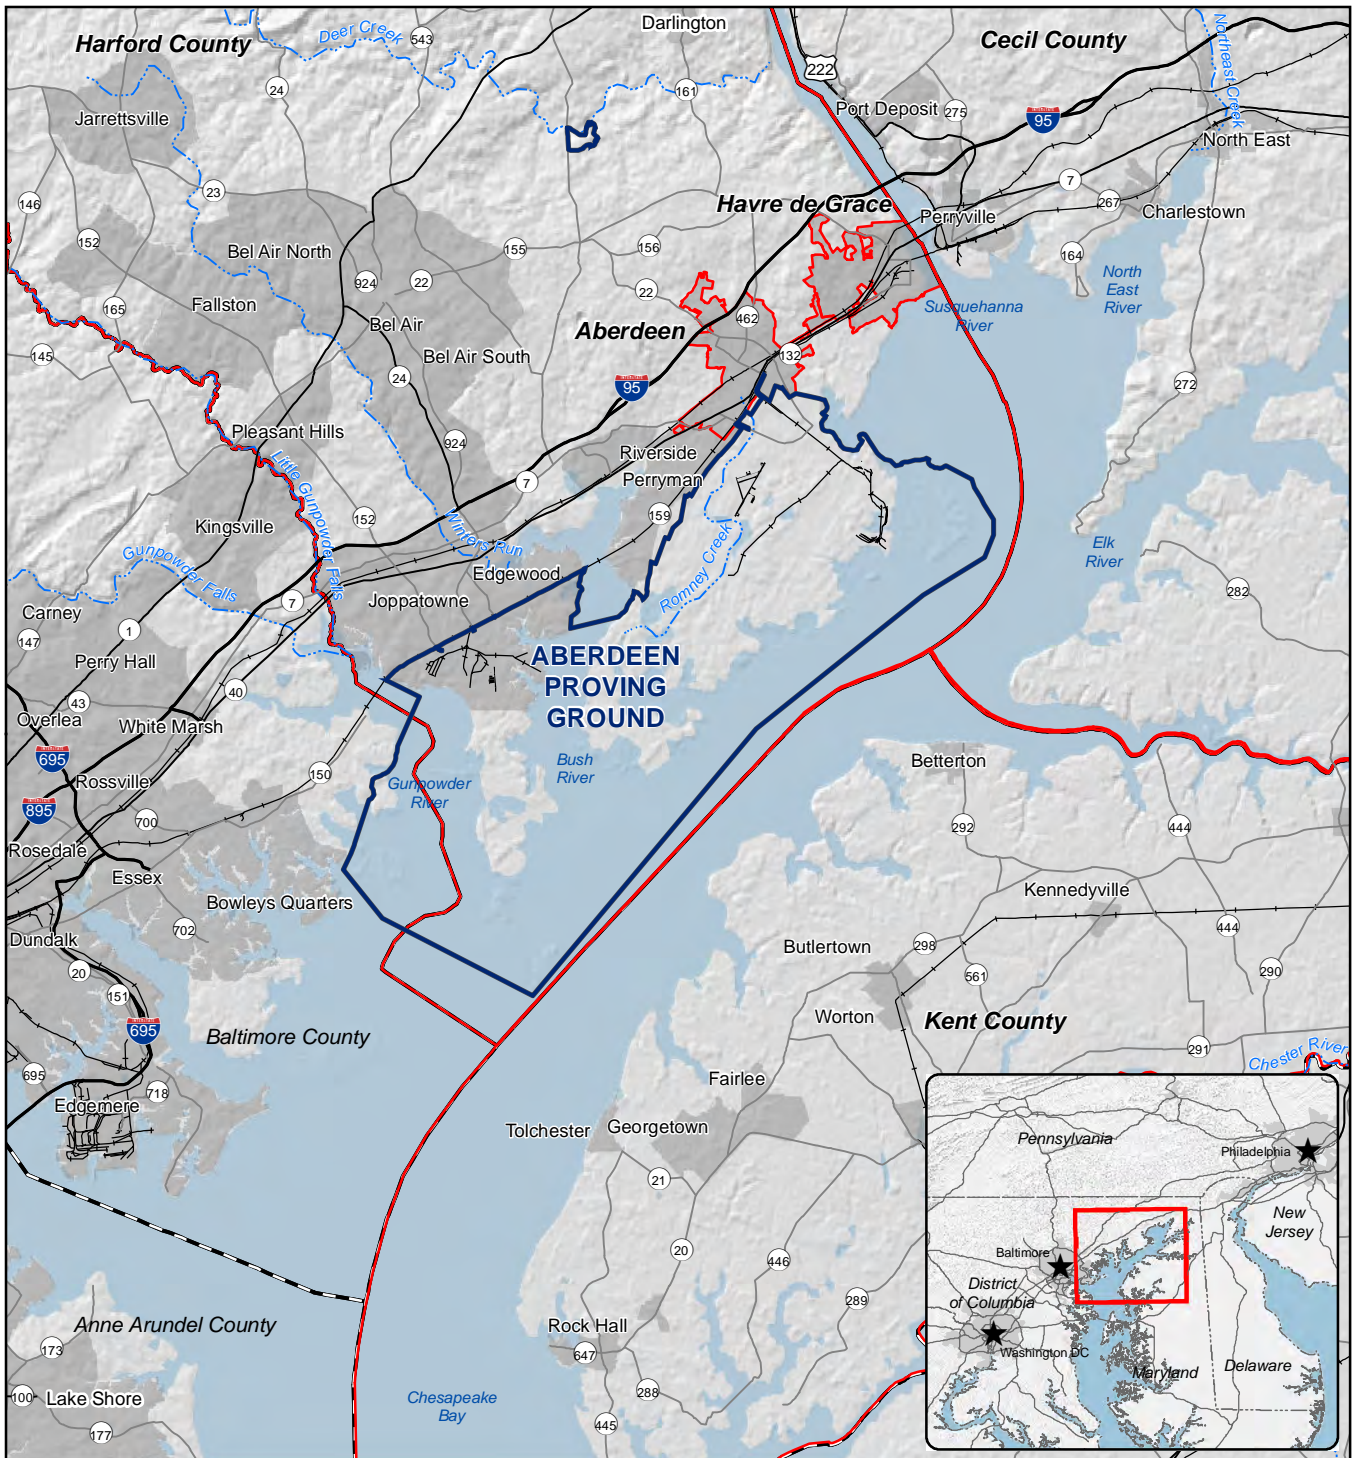 Harford County
Deer Creek
543
Darlington
Cecil County
Northeast Creek
222
24
161
Port Deposit
275
INTERSTATE
95
Jarrettsville
North East
23
7
267
146
Havre de Grace
Perryville
Charlestown
152
Bel Air North
155
156
164
North
East
River
924
22
22
165
Fallston
462
Susquehanna
River
Bel Air
Aberdeen
145
Bel Air South
132
24
INTERSTATE
95
272
Pleasant Hills
924
Riverside
Little Gunpowder Falls
Perryman
7
152
159
Kingsville
Winters Run
Gunpowder Falls
Romney Creek
Elk
River
Edgewood
282
Carney
7
Joppatowne
147
1
Perry Hall
ABERDEEN
PROVING
GROUND
43
40
Overlea
White Marsh
INTERSTATE
695
Bush
River
Betterton
Rossville
150
Gunpowder
River
INTERSTATE
895
700
292
444
Rosedale
Essex
Kennedyville
Bowleys Quarters
702
444
Dundalk
Butlertown
298
20
561
290
151
INTERSTATE
695
Worton
Kent County
Baltimore County
291
Chester River
695
718
Fairlee
Edgemere
Tolchester
Georgetown
21
20
446
289
Anne Arundel County
Rock Hall
173
647
100
Lake Shore
288
Chesapeake
Bay
177
445
Pennsylvania
Philadelphia
New
Jersey
Baltimore
District
of Columbia
Washington DC
Maryland
Delaware